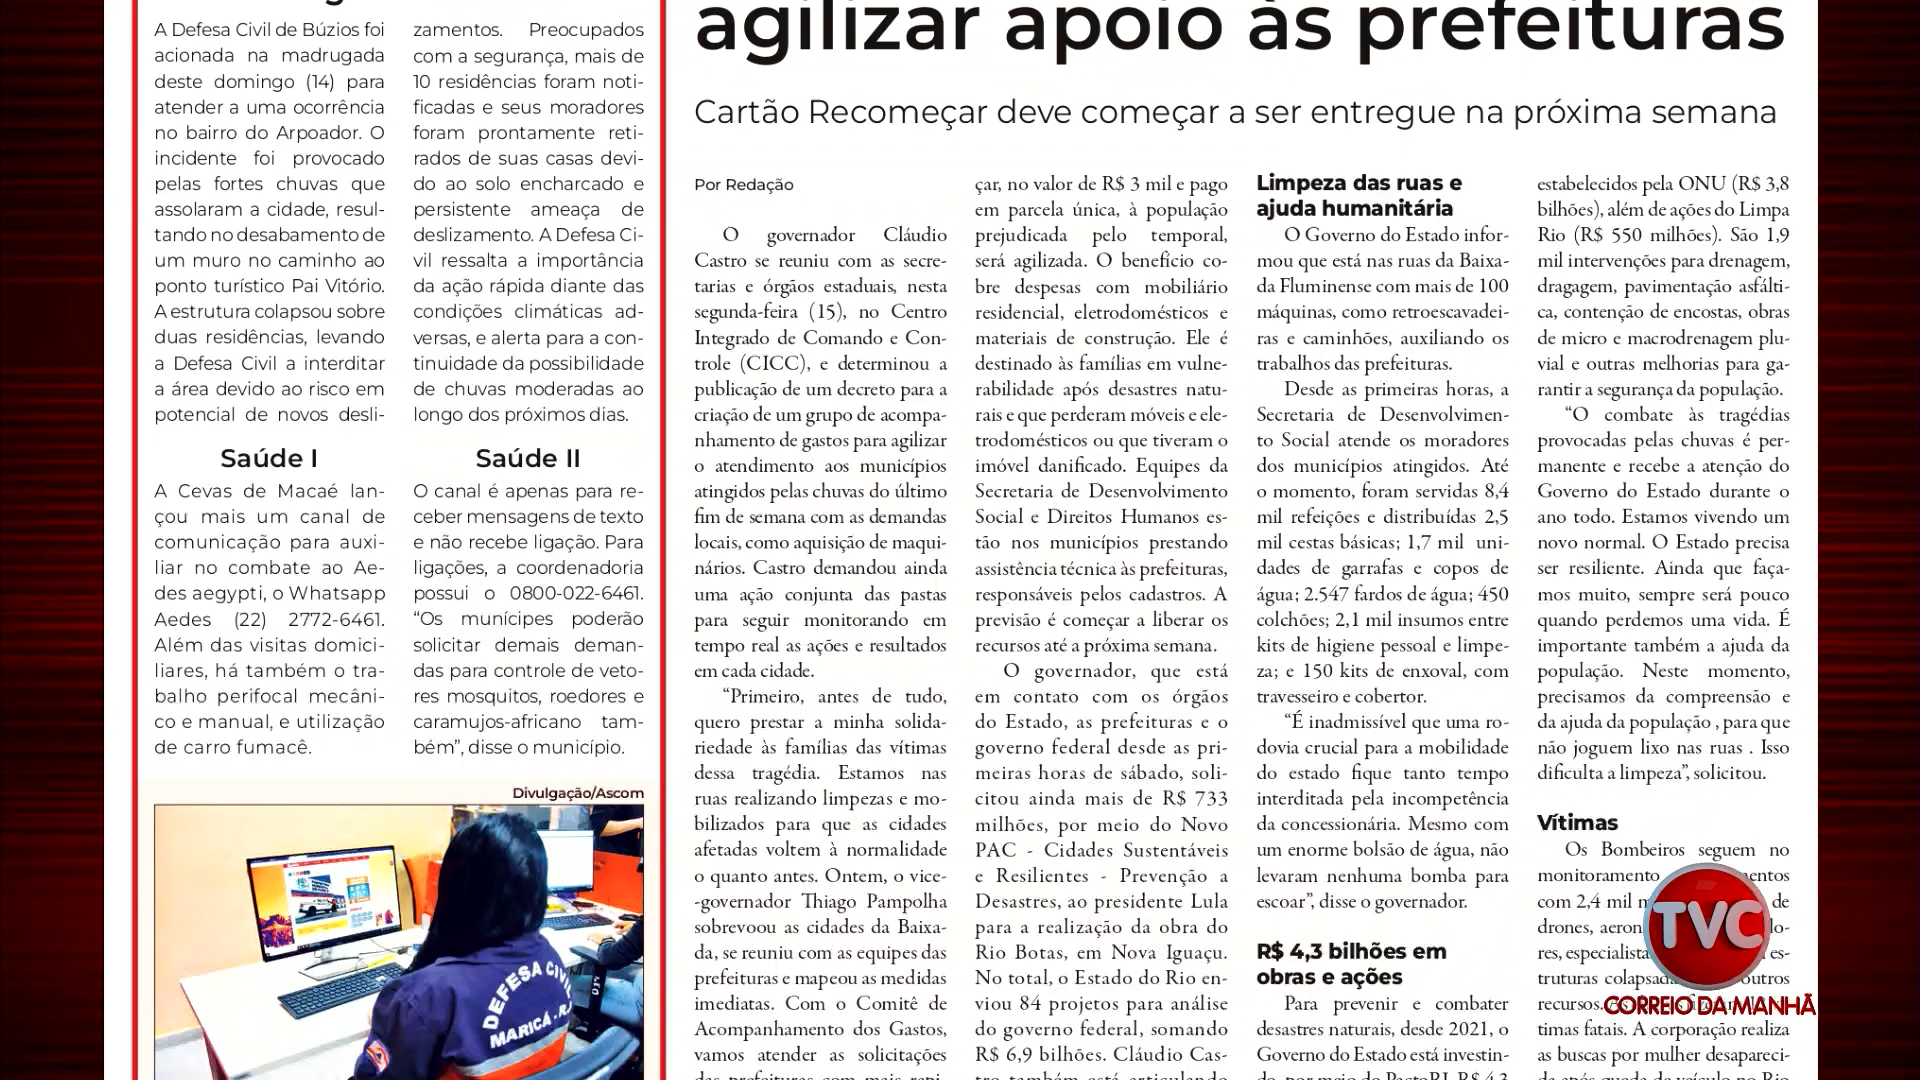 A Defesa Civil de Búzios foi
acionada na madrugada
deste domingo (14) para
atender a uma ocorrência
no bairro do Arpoador. O
incidente foi provocado
pelas fortes chuvas que
assolaram a cidade, resul-
tando no desabamento de
um muro no caminho ao
ponto turístico Pai Vitório.
A estrutura colapsou sobre
duas residências, levando
a Defesa Civil a interditar
a área devido ao risco em
potencial de novos desli-
zamentos. Preocupados
com a segurança, mais de
10 residências foram noti-
ficadas e seus moradores
foram prontamente reti-
rados de suas casas devi-
do ao solo encharcado e
persistente ameaça de
deslizamento. A Defesa Ci-
vil ressalta a importância
da ação rápida diante das
condições climáticas ad-
versas, e alerta para a con-
tinuidade da possibilidade
de chuvas moderadas ao
longo dos próximos dias.
Saúde I
A Cevas de Macaé lan-
çou mais um canal de
comunicação para auxi-
liar no combate ao Ae-
des aegypti, o Whatsapp
Aedes (22) 2772-6461.
Além das visitas domici-
liares, há também o tra-
balho perifocal mecâni-
co e manual, e utilização
de carro fumacê.
Saúde II
O canal é apenas para re-
ceber mensagens de texto
e não recebe ligação. Para
ligações, a coordenadoria
possui o 0800-022-6461.
“Os munícipes poderão
solicitar demais deman-
das para controle de veto-
res mosquitos, roedores e
caramujos-africano tam-
bém”, disse o município.
Divulgação/Ascom
DEFESA CIVIL
MARICÁ - RJ
agilizar apoio às prefeituras
Cartão Recomeçar deve começar a ser entregue na próxima semana
Por Redação
O governador Cláudio
Castro se reuniu com as secre-
tarias e órgãos estaduais, nesta
segunda-feira (15), no Centro
Integrado de Comando e Con-
trole (CICC), e determinou a
publicação de um decreto para a
criação de um grupo de acompa-
nhamento de gastos para agilizar
o atendimento aos municípios
atingidos pelas chuvas do último
fim de semana com as demandas
locais, como aquisição de maqui-
nários. Castro demandou ainda
uma ação conjunta das pastas
para seguir monitorando em
tempo real as ações e resultados
em cada cidade.
“Primeiro, antes de tudo,
quero prestar a minha solida-
riedade às famílias das vítimas
dessa tragédia. Estamos nas
ruas realizando limpezas e mo-
bilizados para que as cidades
afetadas voltem à normalidade
o quanto antes. Ontem, o vice-
-governador Thiago Pampolha
sobrevoou as cidades da Baixa-
da, se reuniu com as equipes das
prefeituras e mapeou as medidas
imediatas. Com o Comitê de
Acompanhamento dos Gastos,
vamos atender as solicitações
das prefeituras com mais rapi-
çar, no valor de R$ 3 mil e pago
em parcela única, à população
prejudicada pelo temporal,
será agilizada. O benefício co-
bre despesas com mobiliário
residencial, eletrodomésticos e
materiais de construção. Ele é
destinado às famílias em vulne-
rabilidade após desastres natu-
rais e que perderam móveis e ele-
trodomésticos ou que tiveram o
imóvel danificado. Equipes da
Secretaria de Desenvolvimento
Social e Direitos Humanos es-
tão nos municípios prestando
assistência técnica às prefeituras,
responsáveis pelos cadastros. A
previsão é começar a liberar os
recursos até a próxima semana.
O governador, que está
em contato com os órgãos
do Estado, as prefeituras e o
governo federal desde as pri-
meiras horas de sábado, soli-
citou ainda mais de R$ 733
milhões, por meio do Novo
PAC - Cidades Sustentáveis
e Resilientes - Prevenção a
Desastres, ao presidente Lula
para a realização da obra do
Rio Botas, em Nova Iguaçu.
No total, o Estado do Rio en-
viou 84 projetos para análise
do governo federal, somando
R$ 6,9 bilhões. Cláudio Cas-
tro também está articulando
Limpeza das ruas e
ajuda humanitária
O Governo do Estado infor-
mou que está nas ruas da Baixa-
da Fluminense com mais de 100
máquinas, como retroescavadei-
ras e caminhões, auxiliando os
trabalhos das prefeituras.
Desde as primeiras horas, a
Secretaria de Desenvolvimen-
to Social atende os moradores
dos municípios atingidos. Até
o momento, foram servidas 8,4
mil refeições e distribuídas 2,5
mil cestas básicas; 1,7 mil uni-
dades de garrafas e copos de
água; 2.547 fardos de água; 450
colchões; 2,1 mil insumos entre
kits de higiene pessoal e limpe-
za; e 150 kits de enxoval, com
travesseiro e cobertor.
“É inadmissível que uma ro-
dovia crucial para a mobilidade
do estado fique tanto tempo
interditada pela incompetência
da concessionária. Mesmo com
um enorme bolsão de água, não
levaram nenhuma bomba para
escoar”, disse o governador.
R$ 4,3 bilhões em
obras e ações
Para prevenir e combater
desastres naturais, desde 2021, o
Governo do Estado está investin-
do, por meio do PactoRJ, R$ 4,3
estabelecidos pela ONU (R$ 3,8
bilhões), além de ações do Limpa
Rio (R$ 550 milhões). São 1,9
mil intervenções para drenagem,
dragagem, pavimentação asfálti-
ca, contenção de encostas, obras
de micro e macrodrenagem plu-
vial e outras melhorias para ga-
rantir a segurança da população.
“O combate às tragédias
provocadas pelas chuvas é per-
manente e recebe a atenção do
Governo do Estado durante o
ano todo. Estamos vivendo um
novo normal. O Estado precisa
ser resiliente. Ainda que faça-
mos muito, sempre será pouco
quando perdemos uma vida. É
importante também a ajuda da
população. Neste momento,
precisamos da compreensão e
da ajuda da população , para que
não joguem lixo nas ruas . Isso
dificulta a limpeza”, solicitou.
Vítimas
Os Bombeiros seguem no
monitoramento
com 2,4 mil de
drones,
res, es-
truturas outros
recursos.
timas fatais. A corporação realiza
as buscas por mulher desapareci-
da após queda de veículo no Rio
TVC
CORREIO DA MANHÃ